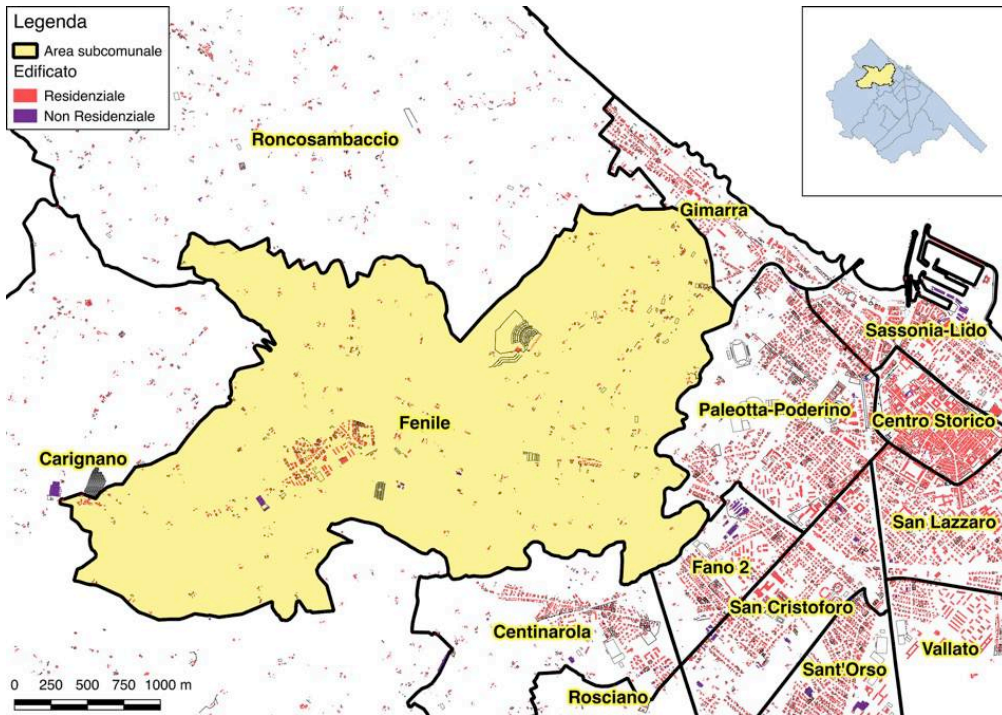 Legenda
Area subcomunale
Edificato
Residenziale
Non Residenziale
Roncosambaccio
Gimarra
Sassonia-Lido
Paleotta-Poderino
Centro Storico
Fenile
Carignano
San Lazzaro
Fano 2
San Cristoforo
Centinarola
Vallato
Sant'Orso
Rosciano
0 250 500 750 1000 m